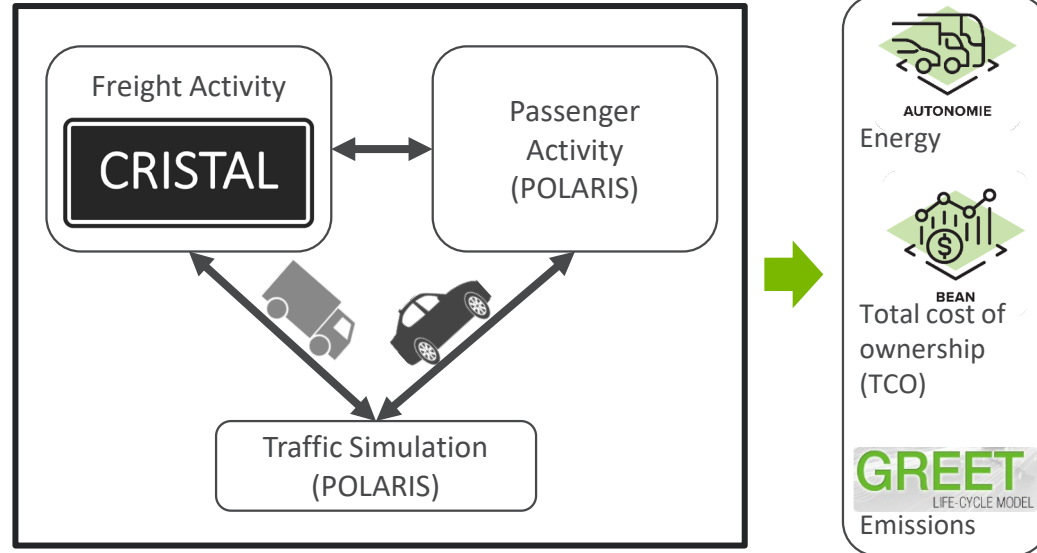 Freight Activity
CRISTAL
Passenger
Activity
(POLARIS)
Traffic Simulation
(POLARIS)
AUTONOMIE
Energy
$
BEAN
Total cost of
ownership
(TCO)
GREET
LIFE-CYCLE MODEL
Emissions